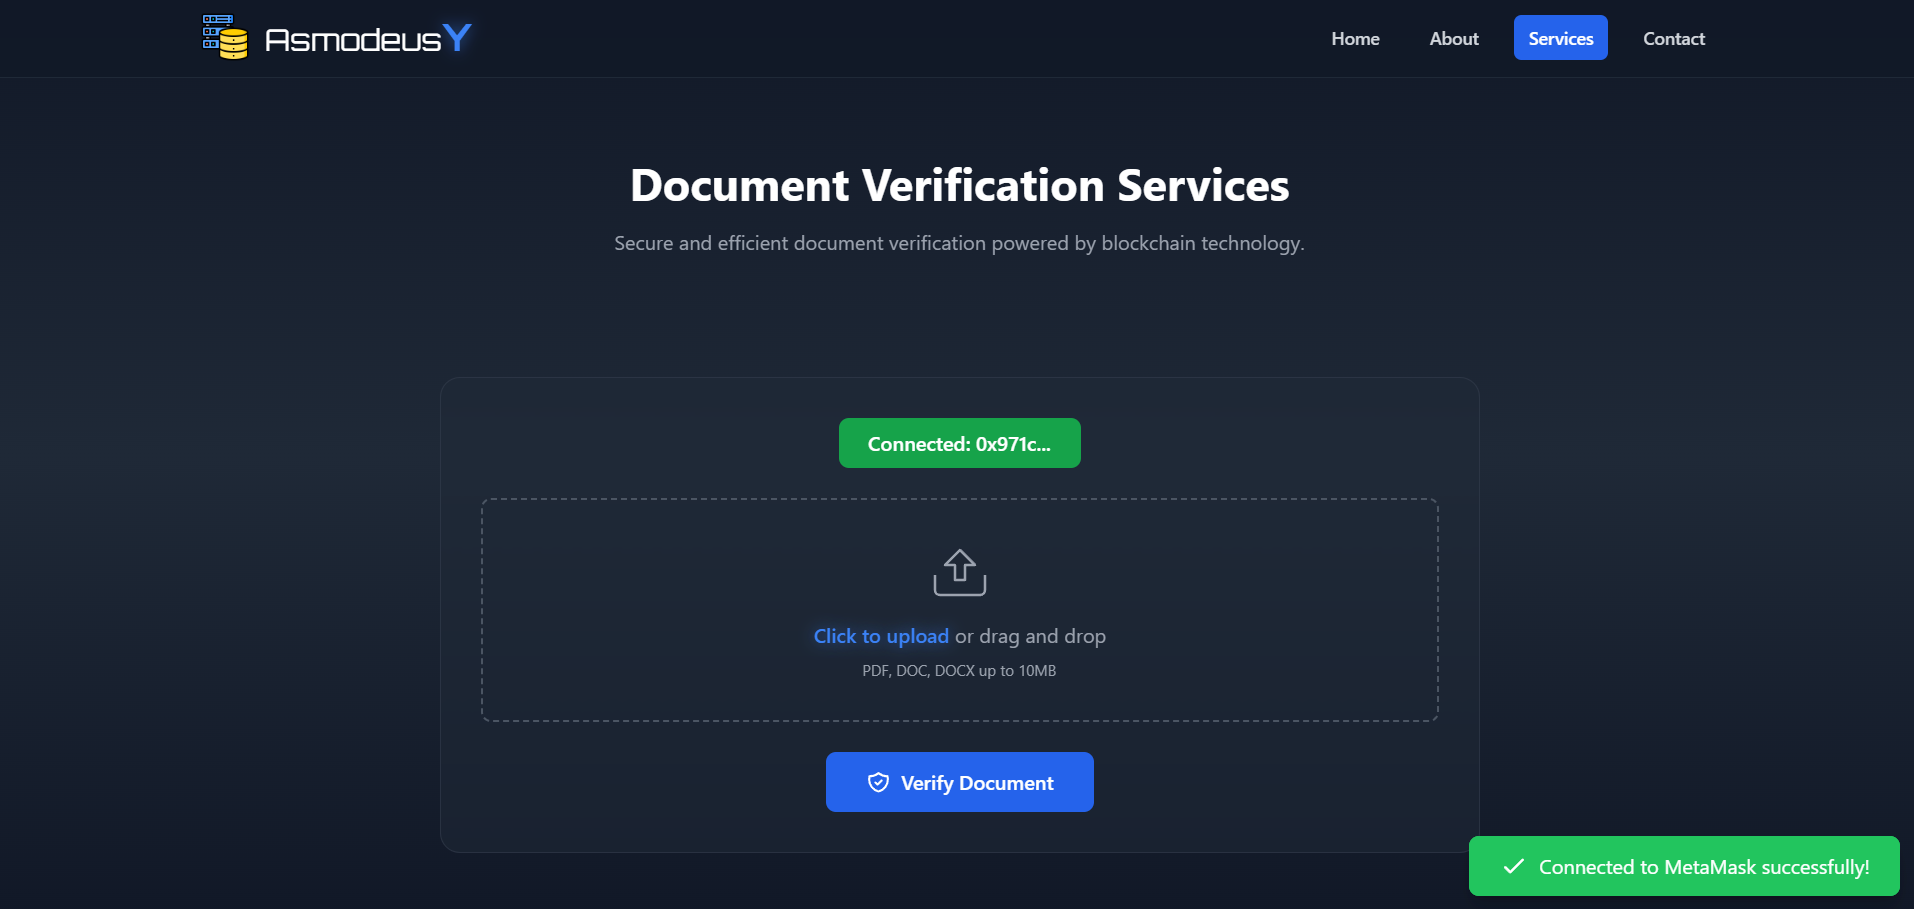 AsmodeusY
Home About Services Contact
Document Verification Services
Secure and efficient document verification powered by blockchain technology.
Connected: 0x971c...
Click to upload or drag and drop
PDF, DOC, DOCX up to 10MB
Verify Document
Connected to MetaMask successfully!